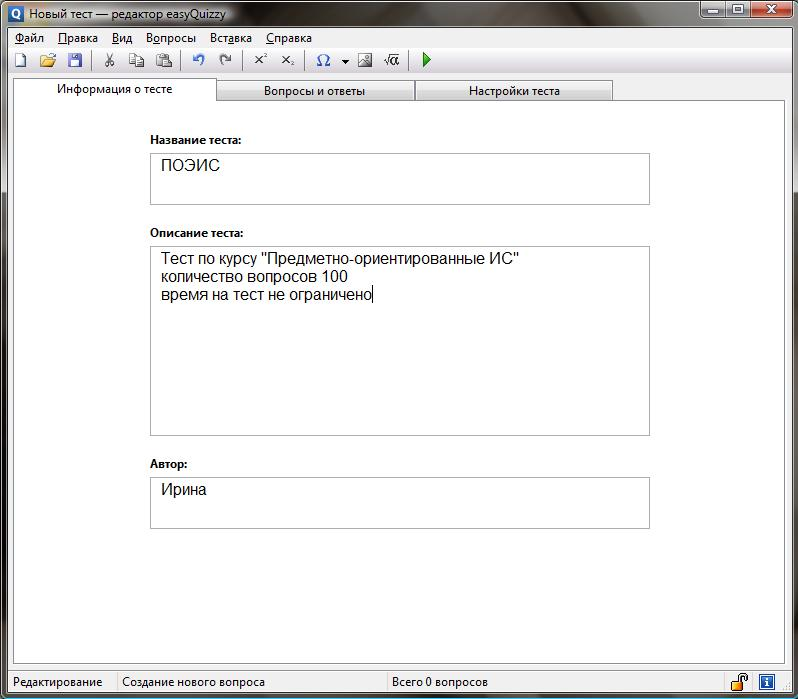 Новый тест — редактор easyQuizzy
Файл Правка Вид Вопросы Вставка Справка
x² x₂ Ω √α
Информация о тесте Вопросы и ответы Настройки теста
Название теста:
ПОЭИС
Описание теста:
Тест по курсу "Предметно-ориентированные ИС"
количество вопросов 100
время на тест не ограничено
Автор:
Ирина
Редактирование Создание нового вопроса Всего 0 вопросов